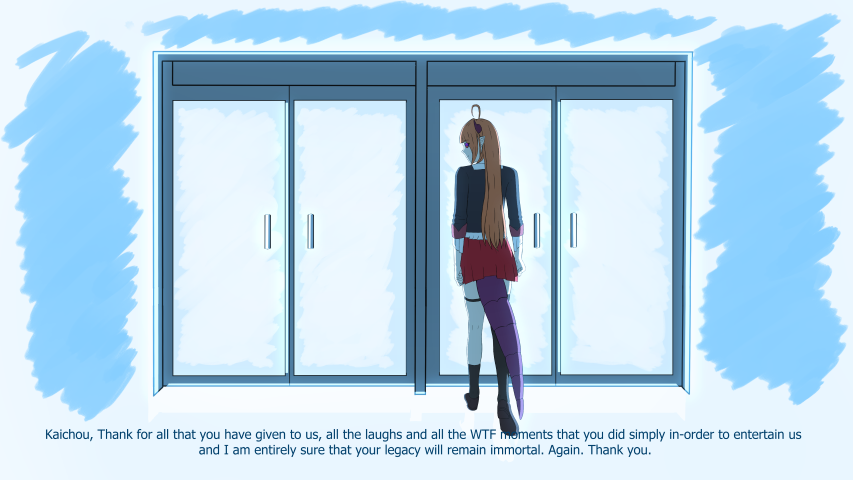 Kaichou, Thank for all that you have given to us, all the laughs and all the WTF moments that you did simply in-order to entertain us
and I am entirely sure that your legacy will remain immortal. Again. Thank you.